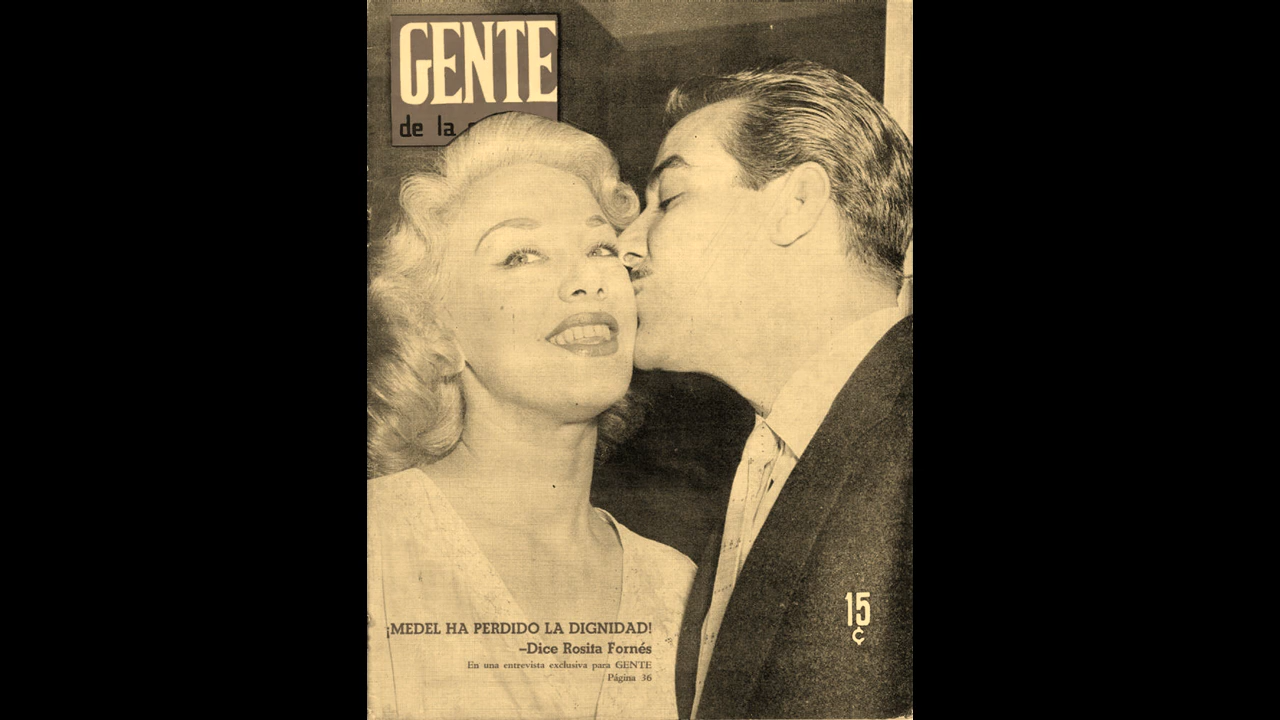 GENTE
de la
¡MEDEL HA PERDIDO LA DIGNIDAD!
–Dice Rosita Fornés
En una entrevista exclusiva para GENTE
Página 36
15
¢